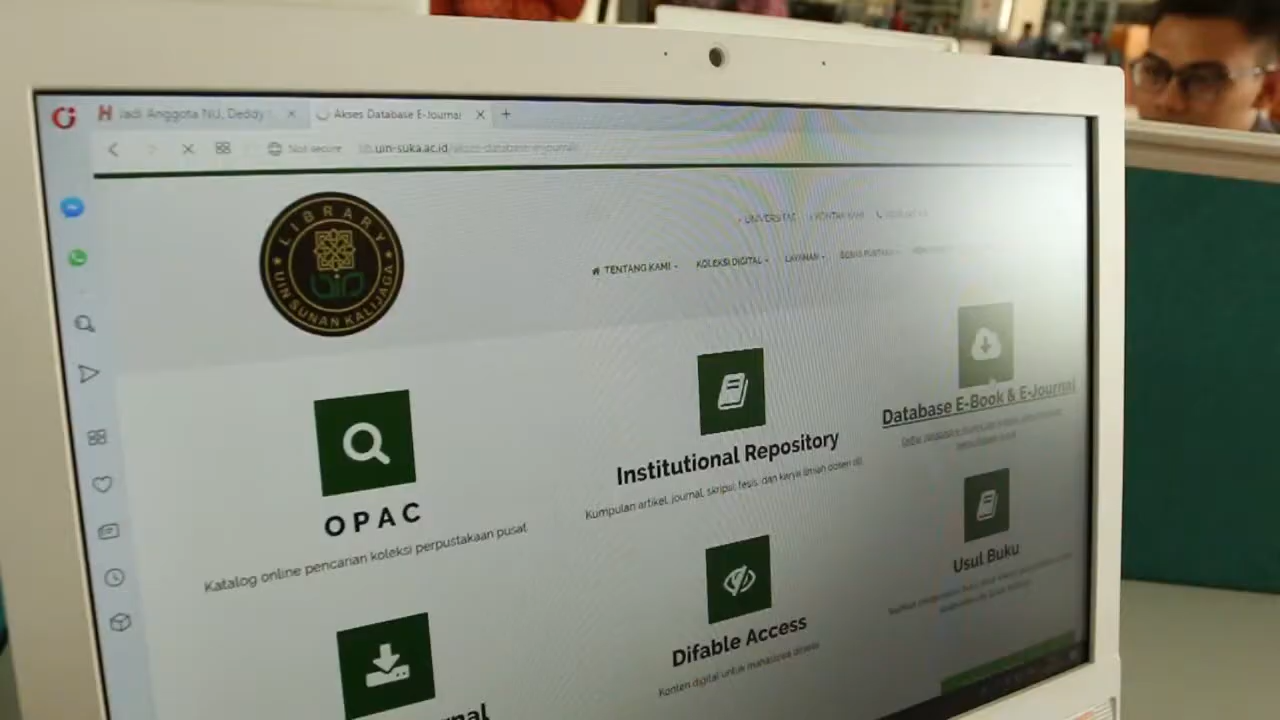 Jadi Anggota NU, Deddy
Akses Database E-Journal
Not secure lib.uin-suka.ac.id/akses-database-e-journal/
LIBRARY
UIN SUNAN KALIJAGA
UNIVERSITAS KONTAK KAMI
TENTANG KAMI KOLEKSI DIGITAL LAYANAN
OPAC
Katalog online pencarian koleksi perpustakaan pusat
Institutional Repository
Kumpulan artikel, journal, skripsi, tesis, dan karya ilmiah dosen dll
Database E-Book & E-Journal
Difable Access
Konten digital untuk mahasiswa difabel
Usul Buku